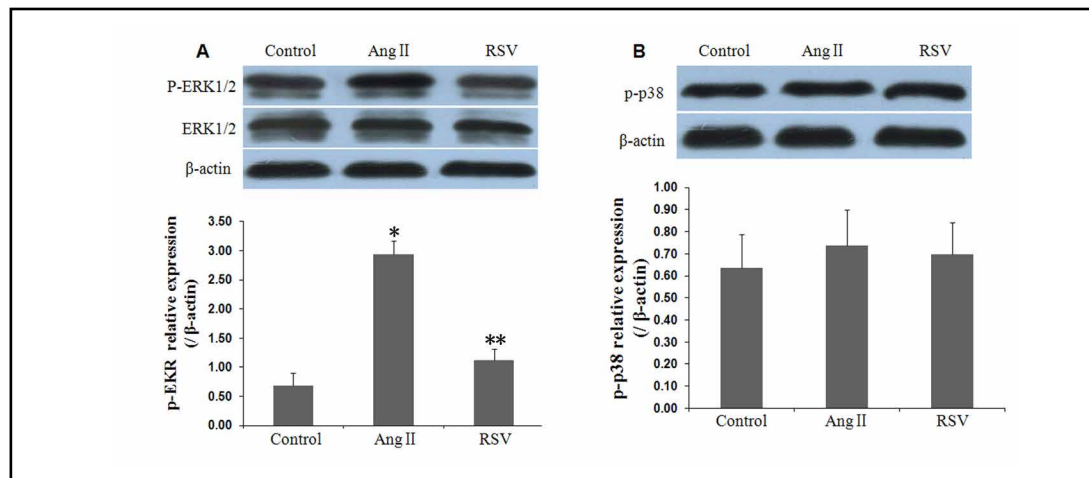 A Control Ang Ⅱ RSV
P-ERK1/2
ERK1/2
β-actin
p-EKR relative expression
(/ β-actin)
3.50
3.00
2.50
2.00
1.50
1.00
0.50
0.00
*
**
Control Ang Ⅱ RSV
B Control Ang Ⅱ RSV
p-p38
β-actin
p-p38 relative expression
(/ β-actin)
1.00
0.90
0.80
0.70
0.60
0.50
0.40
0.30
0.20
0.10
0.00
Control Ang Ⅱ RSV